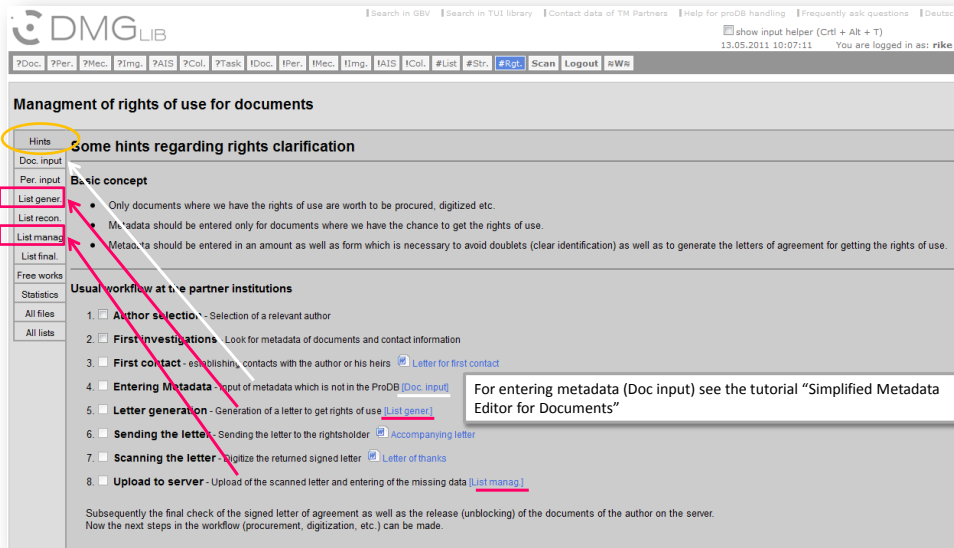 Search in GBV Search in TUI library Contact data of TM Partners Help for proDB handling Frequently ask questions Deutsc
DMGLIB
show input helper (Crtl + Alt + T)
13.05.2011 10:07:11 You are logged in as: rike
?Doc. ?Per. ?Mec. ?Img. ?AIS ?Col. ?Task !Doc. !Per. !Mec. !Img. !AIS !Col. #List #Str. #Rgt. Scan Logout ≋W≋
Managment of rights of use for documents
Hints
Doc. input
Per. input
List gener.
List recon.
List manag
List final.
Free works
Statistics
All files
All lists
Some hints regarding rights clarification
Basic concept
• Only documents where we have the rights of use are worth to be procured, digitized etc.
• Metadata should be entered only for documents where we have the chance to get the rights of use.
• Metadata should be entered in an amount as well as form which is necessary to avoid doublets (clear identification) as well as to generate the letters of agreement for getting the rights of use.
Usual workflow at the partner institutions
1. Author selection - Selection of a relevant author
2. First investigations - Look for metadata of documents and contact information
3. First contact - establishing contacts with the author or his heirs Letter for first contact
4. Entering Metadata - Input of metadata which is not in the ProDB [Doc. input]
5. Letter generation - Generation of a letter to get rights of use [List gener.]
6. Sending the letter - Sending the letter to the rightsholder Accompanying letter
7. Scanning the letter - Digitize the returned signed letter Letter of thanks
8. Upload to server - Upload of the scanned letter and entering of the missing data [List manag.]
For entering metadata (Doc input) see the tutorial “Simplified Metadata
Editor for Documents”
Subsequently the final check of the signed letter of agreement as well as the release (unblocking) of the documents of the author on the server.
Now the next steps in the workflow (procurement, digitization, etc.) can be made.